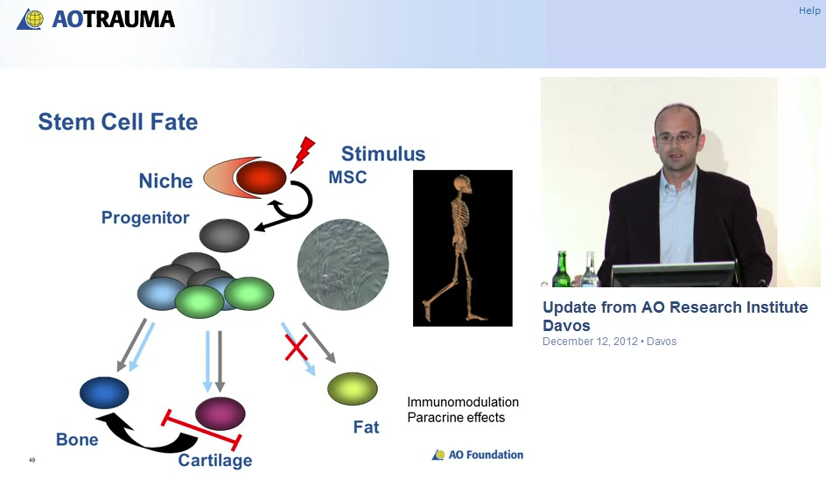 AOTRAUMA
Help
Stem Cell Fate
Stimulus
MSC
Niche
Progenitor
Update from AO Research Institute
Davos
December 12, 2012 • Davos
Immunomodulation
Paracrine effects
Bone
Cartilage
Fat
AO Foundation